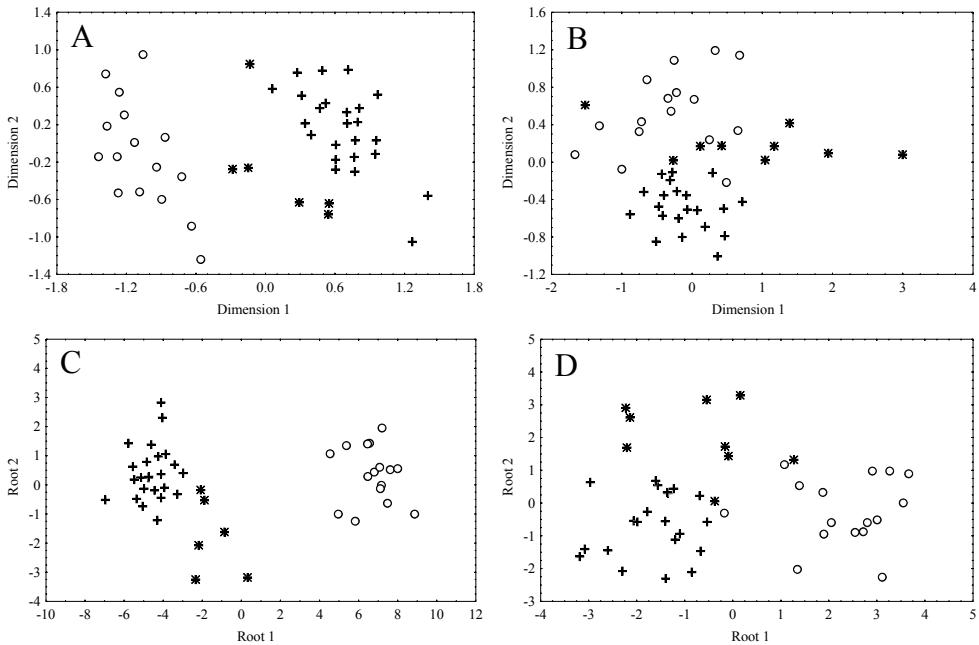 A
1.4
1.0
0.6
0.2
-0.2
-0.6
-1.0
-1.4
Dimension 2
-1.8 -1.2 -0.6 0.0 0.6 1.2 1.8
Dimension 1
B
1.6
1.2
0.8
0.4
0.0
-0.4
-0.8
-1.2
Dimension 2
-2 -1 0 1 2 3 4
Dimension 1
C
5
4
3
2
1
0
-1
-2
-3
-4
Root 2
-10 -8 -6 -4 -2 0 2 4 6 8 10 12
Root 1
D
5
4
3
2
1
0
-1
-2
-3
Root 2
-4 -3 -2 -1 0 1 2 3 4 5
Root 1